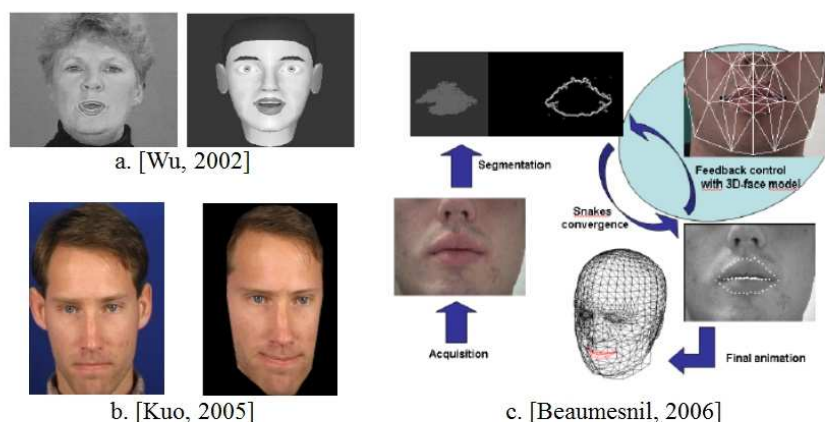 a. [Wu, 2002]
b. [Kuo, 2005]
Segmentation
Feedback control
with 3D-face model
Snakes
convergence
Acquisition
Final animation
c. [Beaumesnil, 2006]